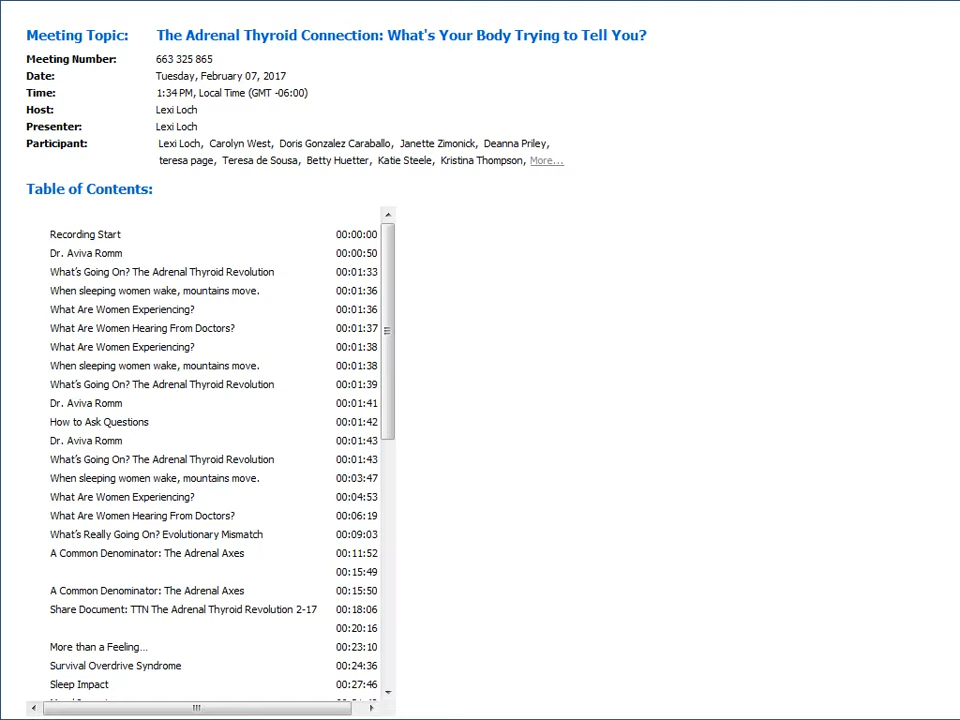 Meeting Topic: The Adrenal Thyroid Connection: What's Your Body Trying to Tell You?
Meeting Number: 663 325 865
Date: Tuesday, February 07, 2017
Time: 1:34 PM, Local Time (GMT -06:00)
Host: Lexi Loch
Presenter: Lexi Loch
Participant: Lexi Loch, Carolyn West, Doris Gonzalez Caraballo, Janette Zimonick, Deanna Priley,
teresa page, Teresa de Sousa, Betty Huetter, Katie Steele, Kristina Thompson, More...
Table of Contents:
Recording Start 00:00:00
Dr. Aviva Romm 00:00:50
What's Going On? The Adrenal Thyroid Revolution 00:01:33
When sleeping women wake, mountains move. 00:01:36
What Are Women Experiencing? 00:01:36
What Are Women Hearing From Doctors? 00:01:37
What Are Women Experiencing? 00:01:38
When sleeping women wake, mountains move. 00:01:38
What's Going On? The Adrenal Thyroid Revolution 00:01:39
Dr. Aviva Romm 00:01:41
How to Ask Questions 00:01:42
Dr. Aviva Romm 00:01:43
What's Going On? The Adrenal Thyroid Revolution 00:01:43
When sleeping women wake, mountains move. 00:03:47
What Are Women Experiencing? 00:04:53
What Are Women Hearing From Doctors? 00:06:19
What's Really Going On? Evolutionary Mismatch 00:09:03
A Common Denominator: The Adrenal Axes 00:11:52
00:15:49
A Common Denominator: The Adrenal Axes 00:15:50
Share Document: TTN The Adrenal Thyroid Revolution 2-17 00:18:06
00:20:16
More than a Feeling... 00:23:10
Survival Overdrive Syndrome 00:24:36
Sleep Impact 00:27:46